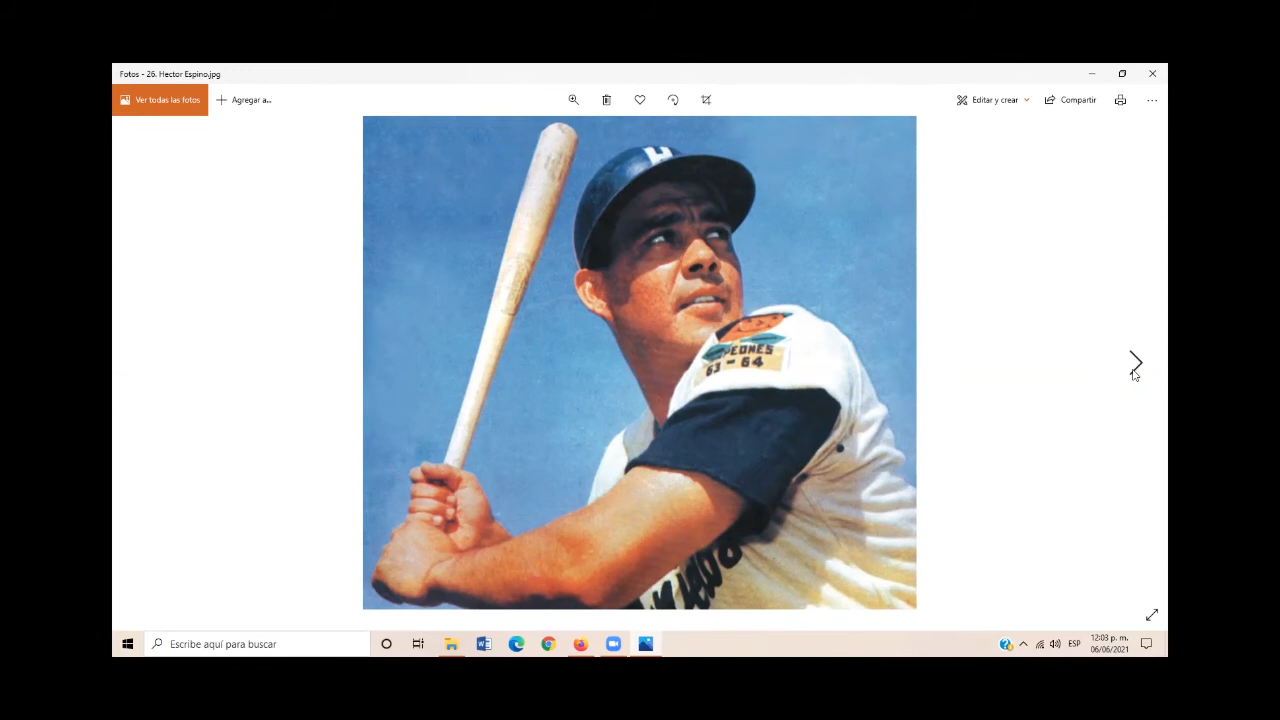 Fotos - 26. Hector Espino.jpg
Ver todas las fotos
Agregar a...
Editar y crear
Compartir
H
PEONES
63 - 64
Escribe aquí para buscar
ESP
12:03 p. m.
06/06/2021